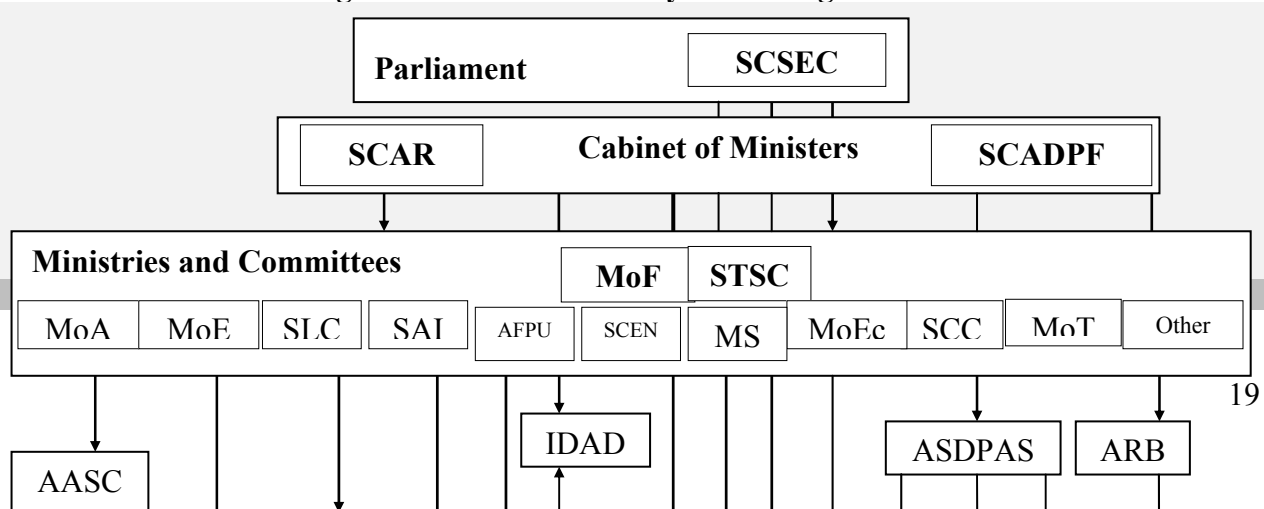 Parliament
SCSEC
SCAR
Cabinet of Ministers
SCADPF
Ministries and Committees
MoF
STSC
MoA
MoE
SLC
SAI
AFPU
SCEN
MS
MoEc
SCC
MoT
Other
19
IDAD
ASDPAS
ARB
AASC